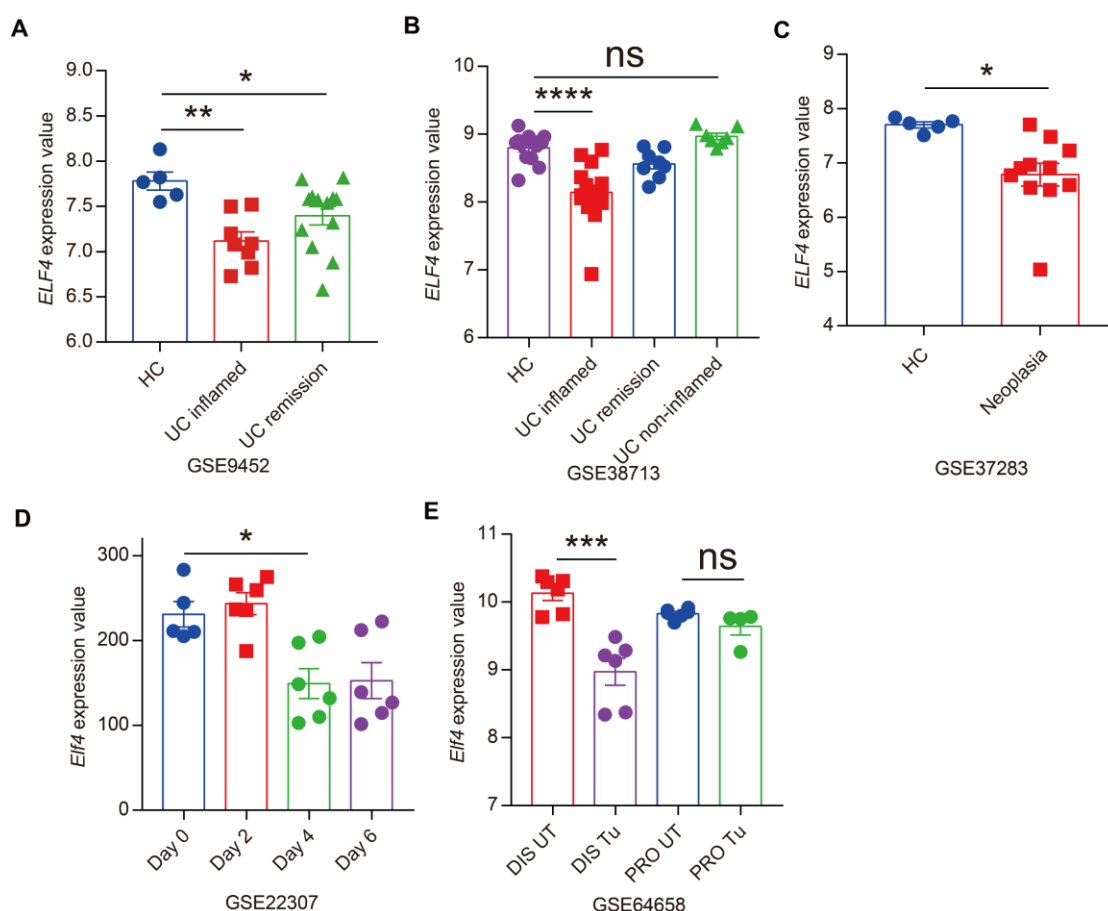 A
ELF4 expression value
9.0
8.5
8.0
7.5
7.0
6.5
6.0
*
**
HC
UC inflamed
UC remission
GSE9452
B
ELF4 expression value
10
9
8
7
6
ns
****
HC
UC inflamed
UC remission
UC non-inflamed
GSE38713
C
ELF4 expression value
9
8
7
6
5
4
*
HC
Neoplasia
GSE37283
D
Elf4 expression value
300
200
100
0
*
Day 0
Day 2
Day 4
Day 6
GSE22307
E
Elf4 expression value
11
10
9
8
7
***
ns
DIS UT
DIS Tu
PRO UT
PRO Tu
GSE64658